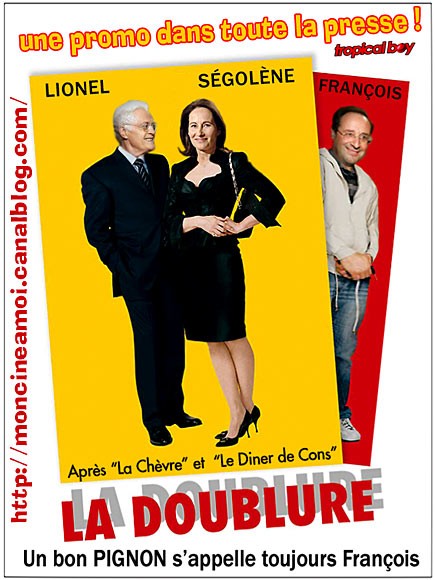 une promo dans toute la presse !
tropical boy
LIONEL
SÉGOLÈNE
FRANÇOIS
http://moncineamoi.canalblog.com/
Après "La Chèvre" et "Le Diner de Cons"
LA DOUBLURE
Un bon PIGNON s'appelle toujours François